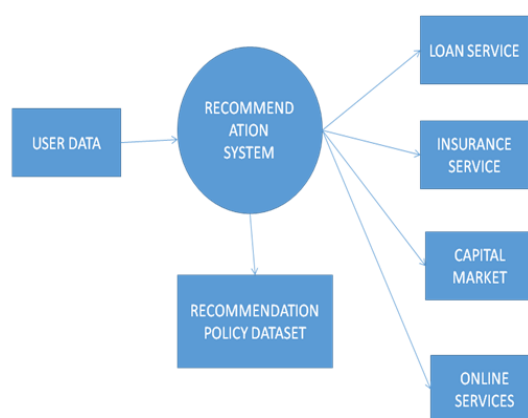 USER DATA
RECOMMEND
ATION
SYSTEM
RECOMMENDATION
POLICY DATASET
LOAN SERVICE
INSURANCE
SERVICE
CAPITAL
MARKET
ONLINE
SERVICES